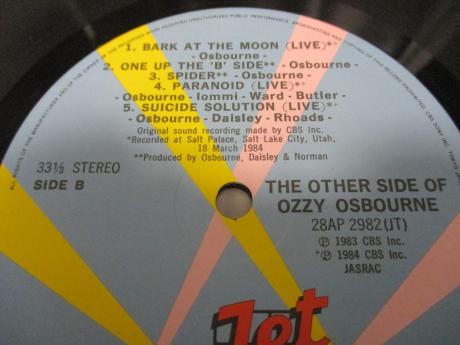 1. BARK AT THE MOON (LIVE)*+
- Osbourne -
2. ONE UP THE 'B' SIDE** - Osbourne -
3. SPIDER** - Osbourne -
4. PARANOID (LIVE)*+
- Osbourne - Iommi - Ward - Butler -
5. SUICIDE SOLUTION (LIVE)*+
- Osbourne - Daisley - Rhoads -
Original sound recording made by CBS Inc.
*Recorded at Salt Palace, Salt Lake City, Utah,
18 March 1984
**Produced by Osbourne, Daisley & Norman
33⅓ STEREO
SIDE B
THE OTHER SIDE OF
OZZY OSBOURNE
28AP 2982(JT)
Ⓟ 1983 CBS Inc.
*Ⓟ 1984 CBS Inc.
JASRAC
Jet